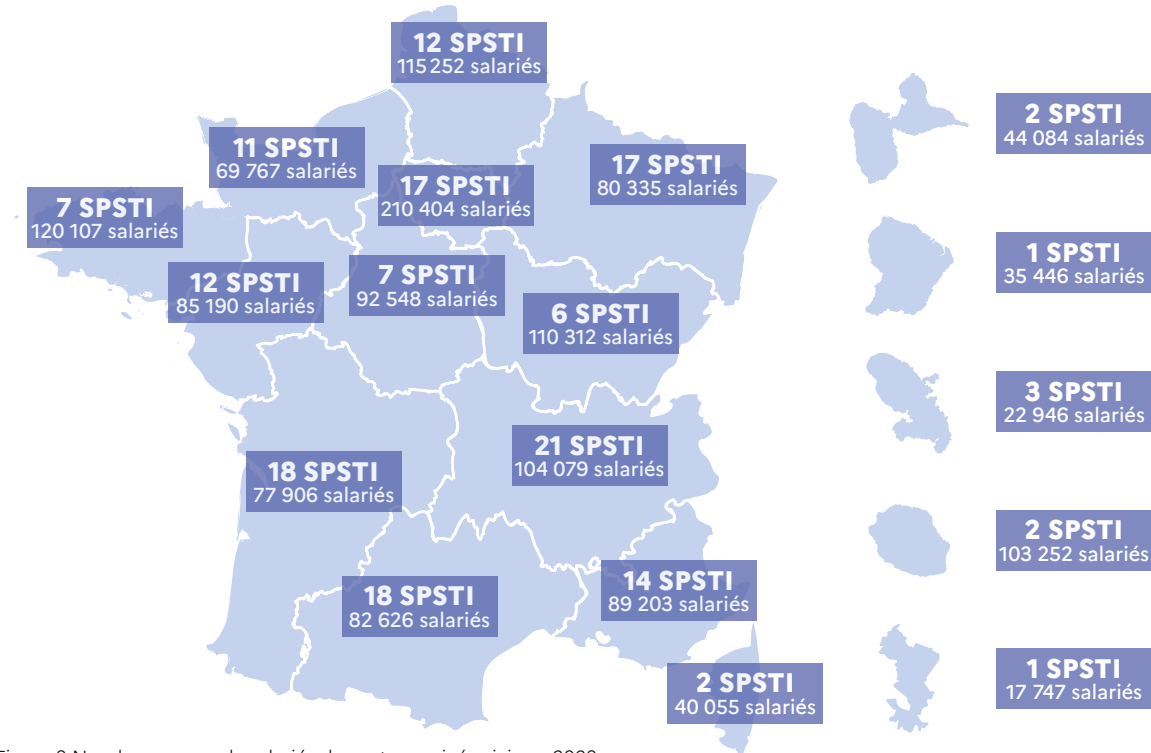 12 SPSTI
115 252 salariés
11 SPSTI
69 767 salariés
17 SPSTI
210 404 salariés
17 SPSTI
80 335 salariés
7 SPSTI
120 107 salariés
12 SPSTI
85 190 salariés
7 SPSTI
92 548 salariés
6 SPSTI
110 312 salariés
21 SPSTI
104 079 salariés
18 SPSTI
77 906 salariés
18 SPSTI
82 626 salariés
14 SPSTI
89 203 salariés
2 SPSTI
40 055 salariés
2 SPSTI
44 084 salariés
1 SPSTI
35 446 salariés
3 SPSTI
22 946 salariés
2 SPSTI
103 252 salariés
1 SPSTI
17 747 salariés